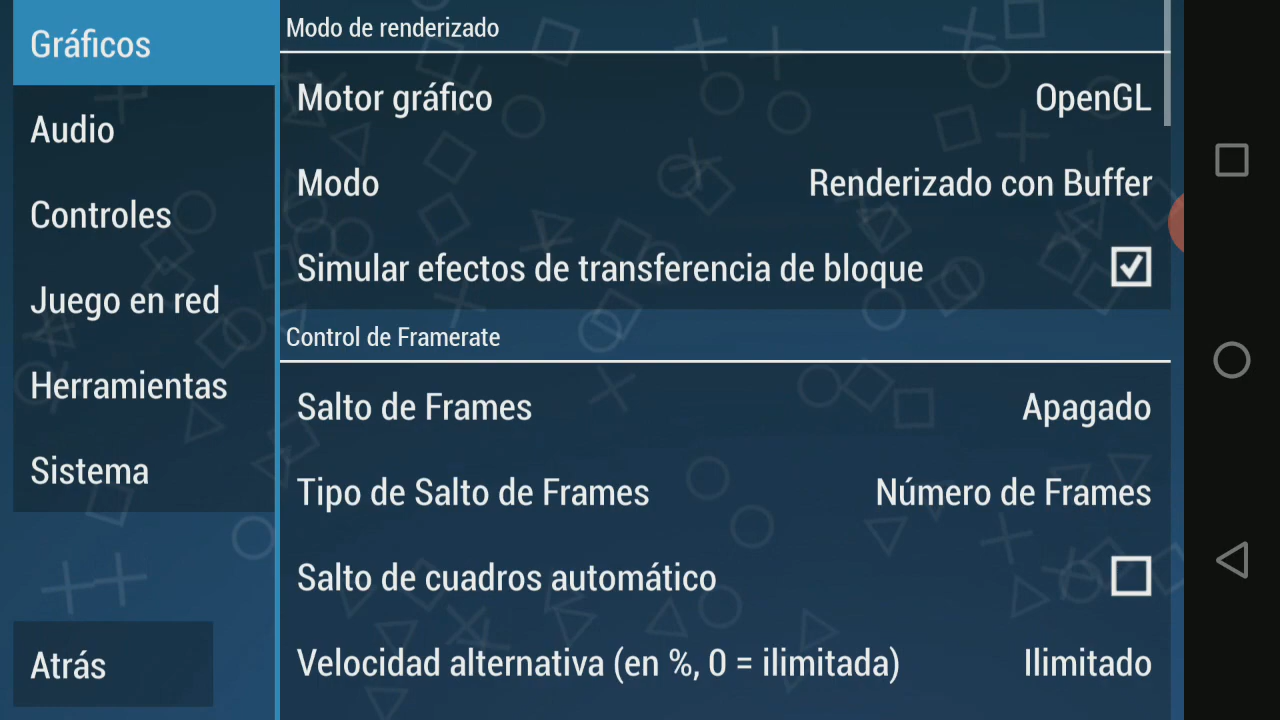 Gráficos
Audio
Controles
Juego en red
Herramientas
Sistema
Atrás
Modo de renderizado
Motor gráfico OpenGL
Modo Renderizado con Buffer
Simular efectos de transferencia de bloque
Control de Framerate
Salto de Frames Apagado
Tipo de Salto de Frames Número de Frames
Salto de cuadros automático
Velocidad alternativa (en %, 0 = ilimitada) Ilimitado